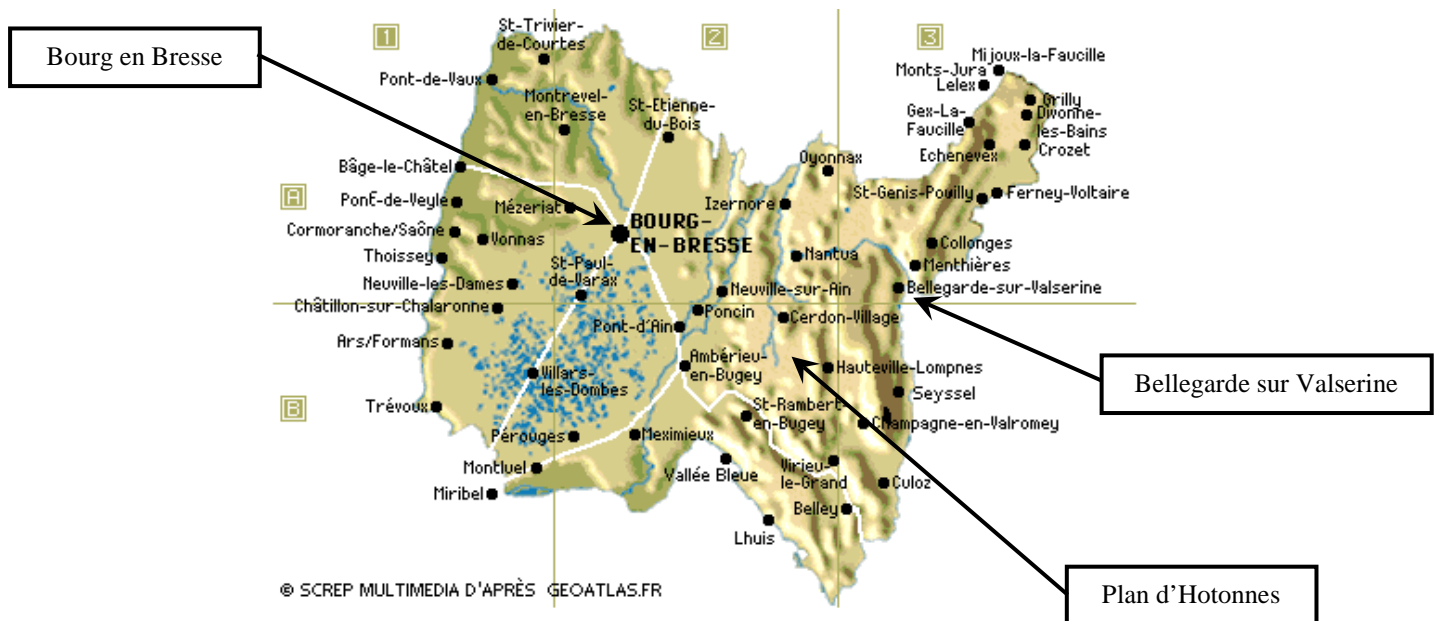 1
2
3
St-Trivier-
de-Courtes
Mijoux-la-Faucille
Bourg en Bresse
Monts-Jura
Lelex
Pont-de-Vaux
Montrevel-
en-Bresse
St-Etienne-
du-Bois
Grilly
Gex-La-
Faucille
Divonne-
les-Bains
Echenevex
Crozet
Bâge-le-Châtel
Oyonnax
A
Pont-de-Veyle
Mézeriat
Izernore
St-Genis-Pouilly
Ferney-Voltaire
BOURG-
EN-BRESSE
Cormoranche/Saône
Vonnas
Collonges
Thoissey
St-Paul-
de-Varax
Nantua
Menthières
Neuville-les-Dames
Neuville-sur-Ain
Bellegarde-sur-Valserine
Châtillon-sur-Chalaronne
Poncin
Cerdon-Village
Pont-d'Ain
Ars/Formans
Ambérieu-
en-Bugey
Hauteville-Lompnes
Villars-
les-Dombes
Bellegarde sur Valserine
Seyssel
B
Trévoux
St-Rambert-
en-Bugey
Champagne-en-Valromey
Pérouges
Meximieux
Montluel
Vallée Bleue
Virieu-
le-Grand
Miribel
Culoz
Belley
Lhuis
© SCREP MULTIMEDIA D'APRÈS GEOATLAS.FR
Plan d’Hotonnes